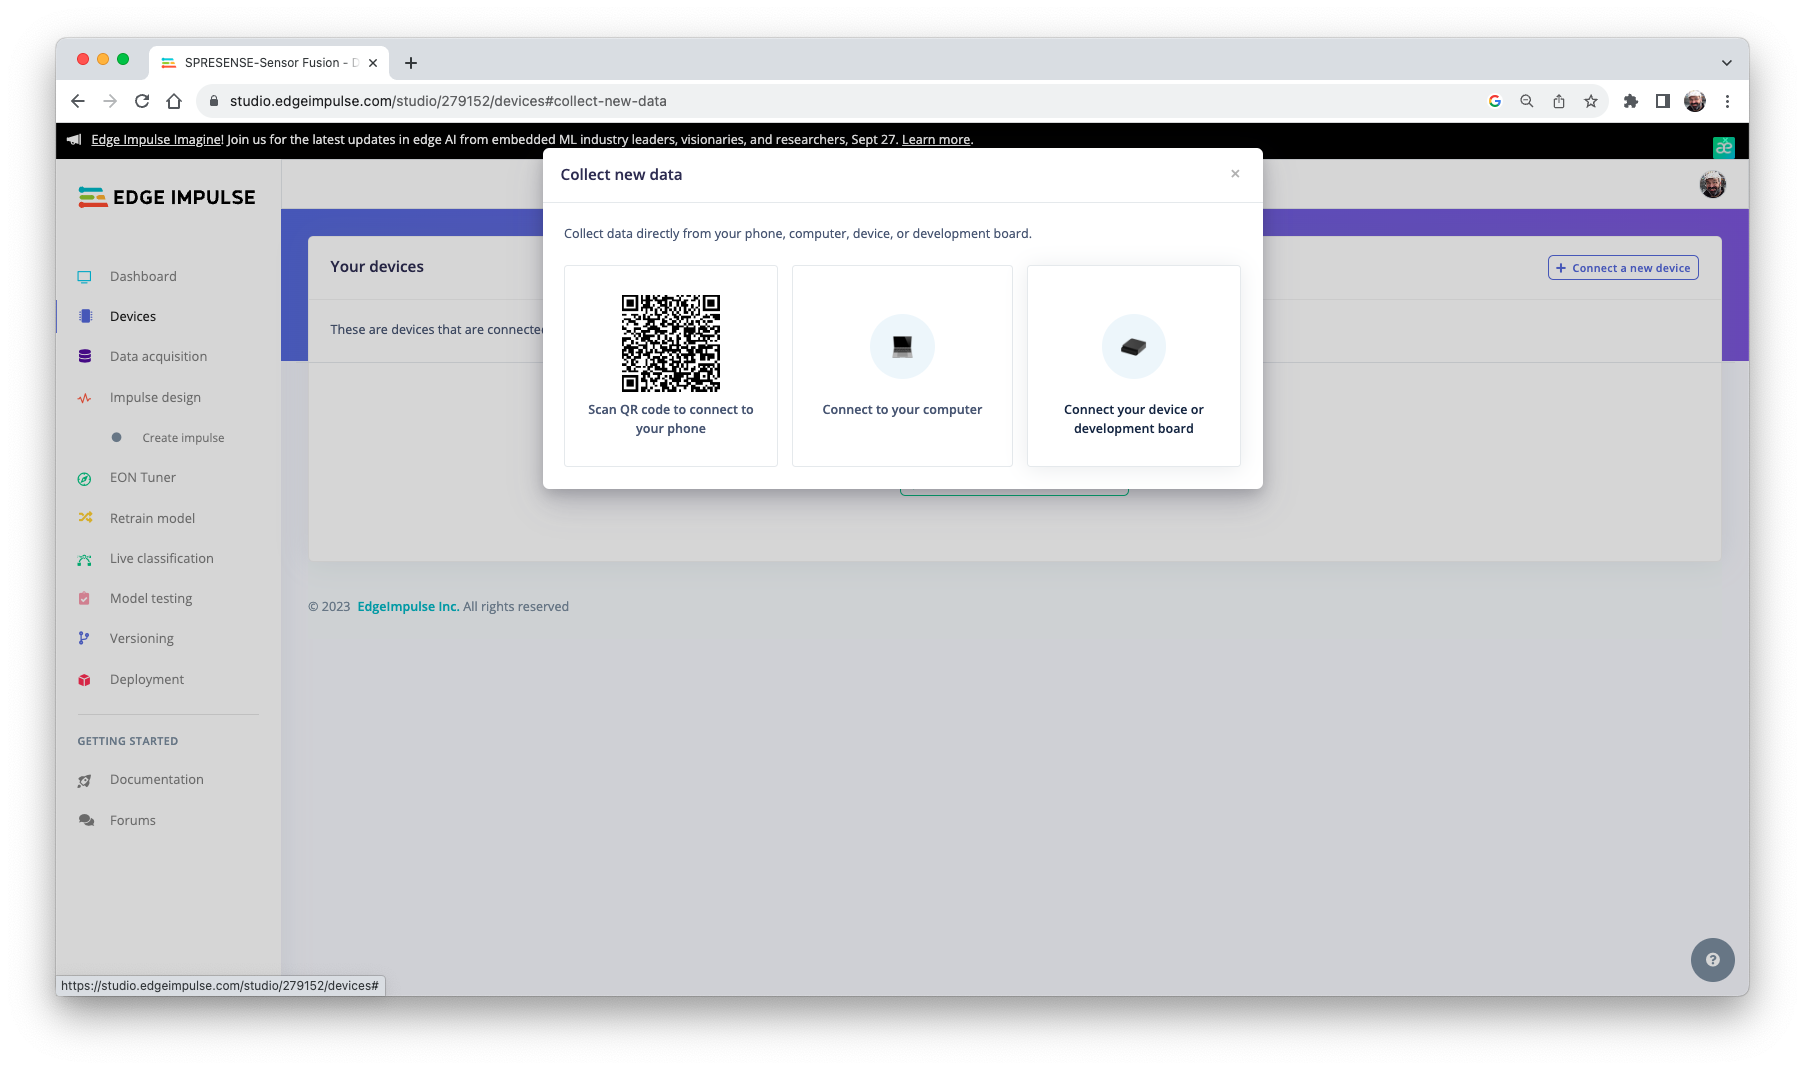 SPRESENSE-Sensor Fusion - D
studio.edgeimpulse.com/studio/279152/devices#collect-new-data
Edge Impulse Imagine! Join us for the latest updates in edge AI from embedded ML industry leaders, visionaries, and researchers, Sept 27. Learn more.
æ
EDGE IMPULSE
Dashboard
Devices
Data acquisition
Impulse design
Create impulse
EON Tuner
Retrain model
Live classification
Model testing
Versioning
Deployment
GETTING STARTED
Documentation
Forums
Your devices
+ Connect a new device
These are devices that are connected
Collect new data
×
Collect data directly from your phone, computer, device, or development board.
Scan QR code to connect to
your phone
Connect to your computer
Connect your device or
development board
© 2023 EdgeImpulse Inc. All rights reserved
?
https://studio.edgeimpulse.com/studio/279152/devices#